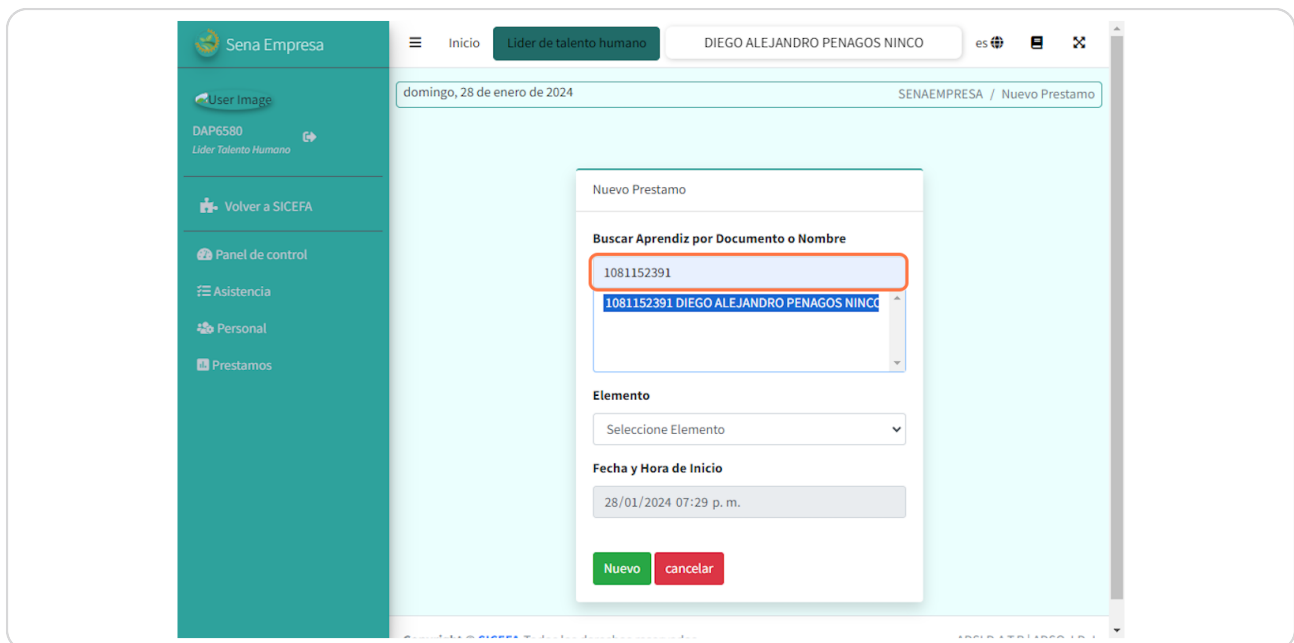 Sena Empresa
Inicio
Lider de talento humano
DIEGO ALEJANDRO PENAGOS NINCO
es
User Image
DAP6580
Lider Talento Humano
Volver a SICEFA
Panel de control
Asistencia
Personal
Prestamos
domingo, 28 de enero de 2024
SENAEMPRESA / Nuevo Prestamo
Nuevo Prestamo
Buscar Aprendiz por Documento o Nombre
1081152391
1081152391 DIEGO ALEJANDRO PENAGOS NINCO
Elemento
Seleccione Elemento
Fecha y Hora de Inicio
28/01/2024 07:29 p. m.
Nuevo
cancelar